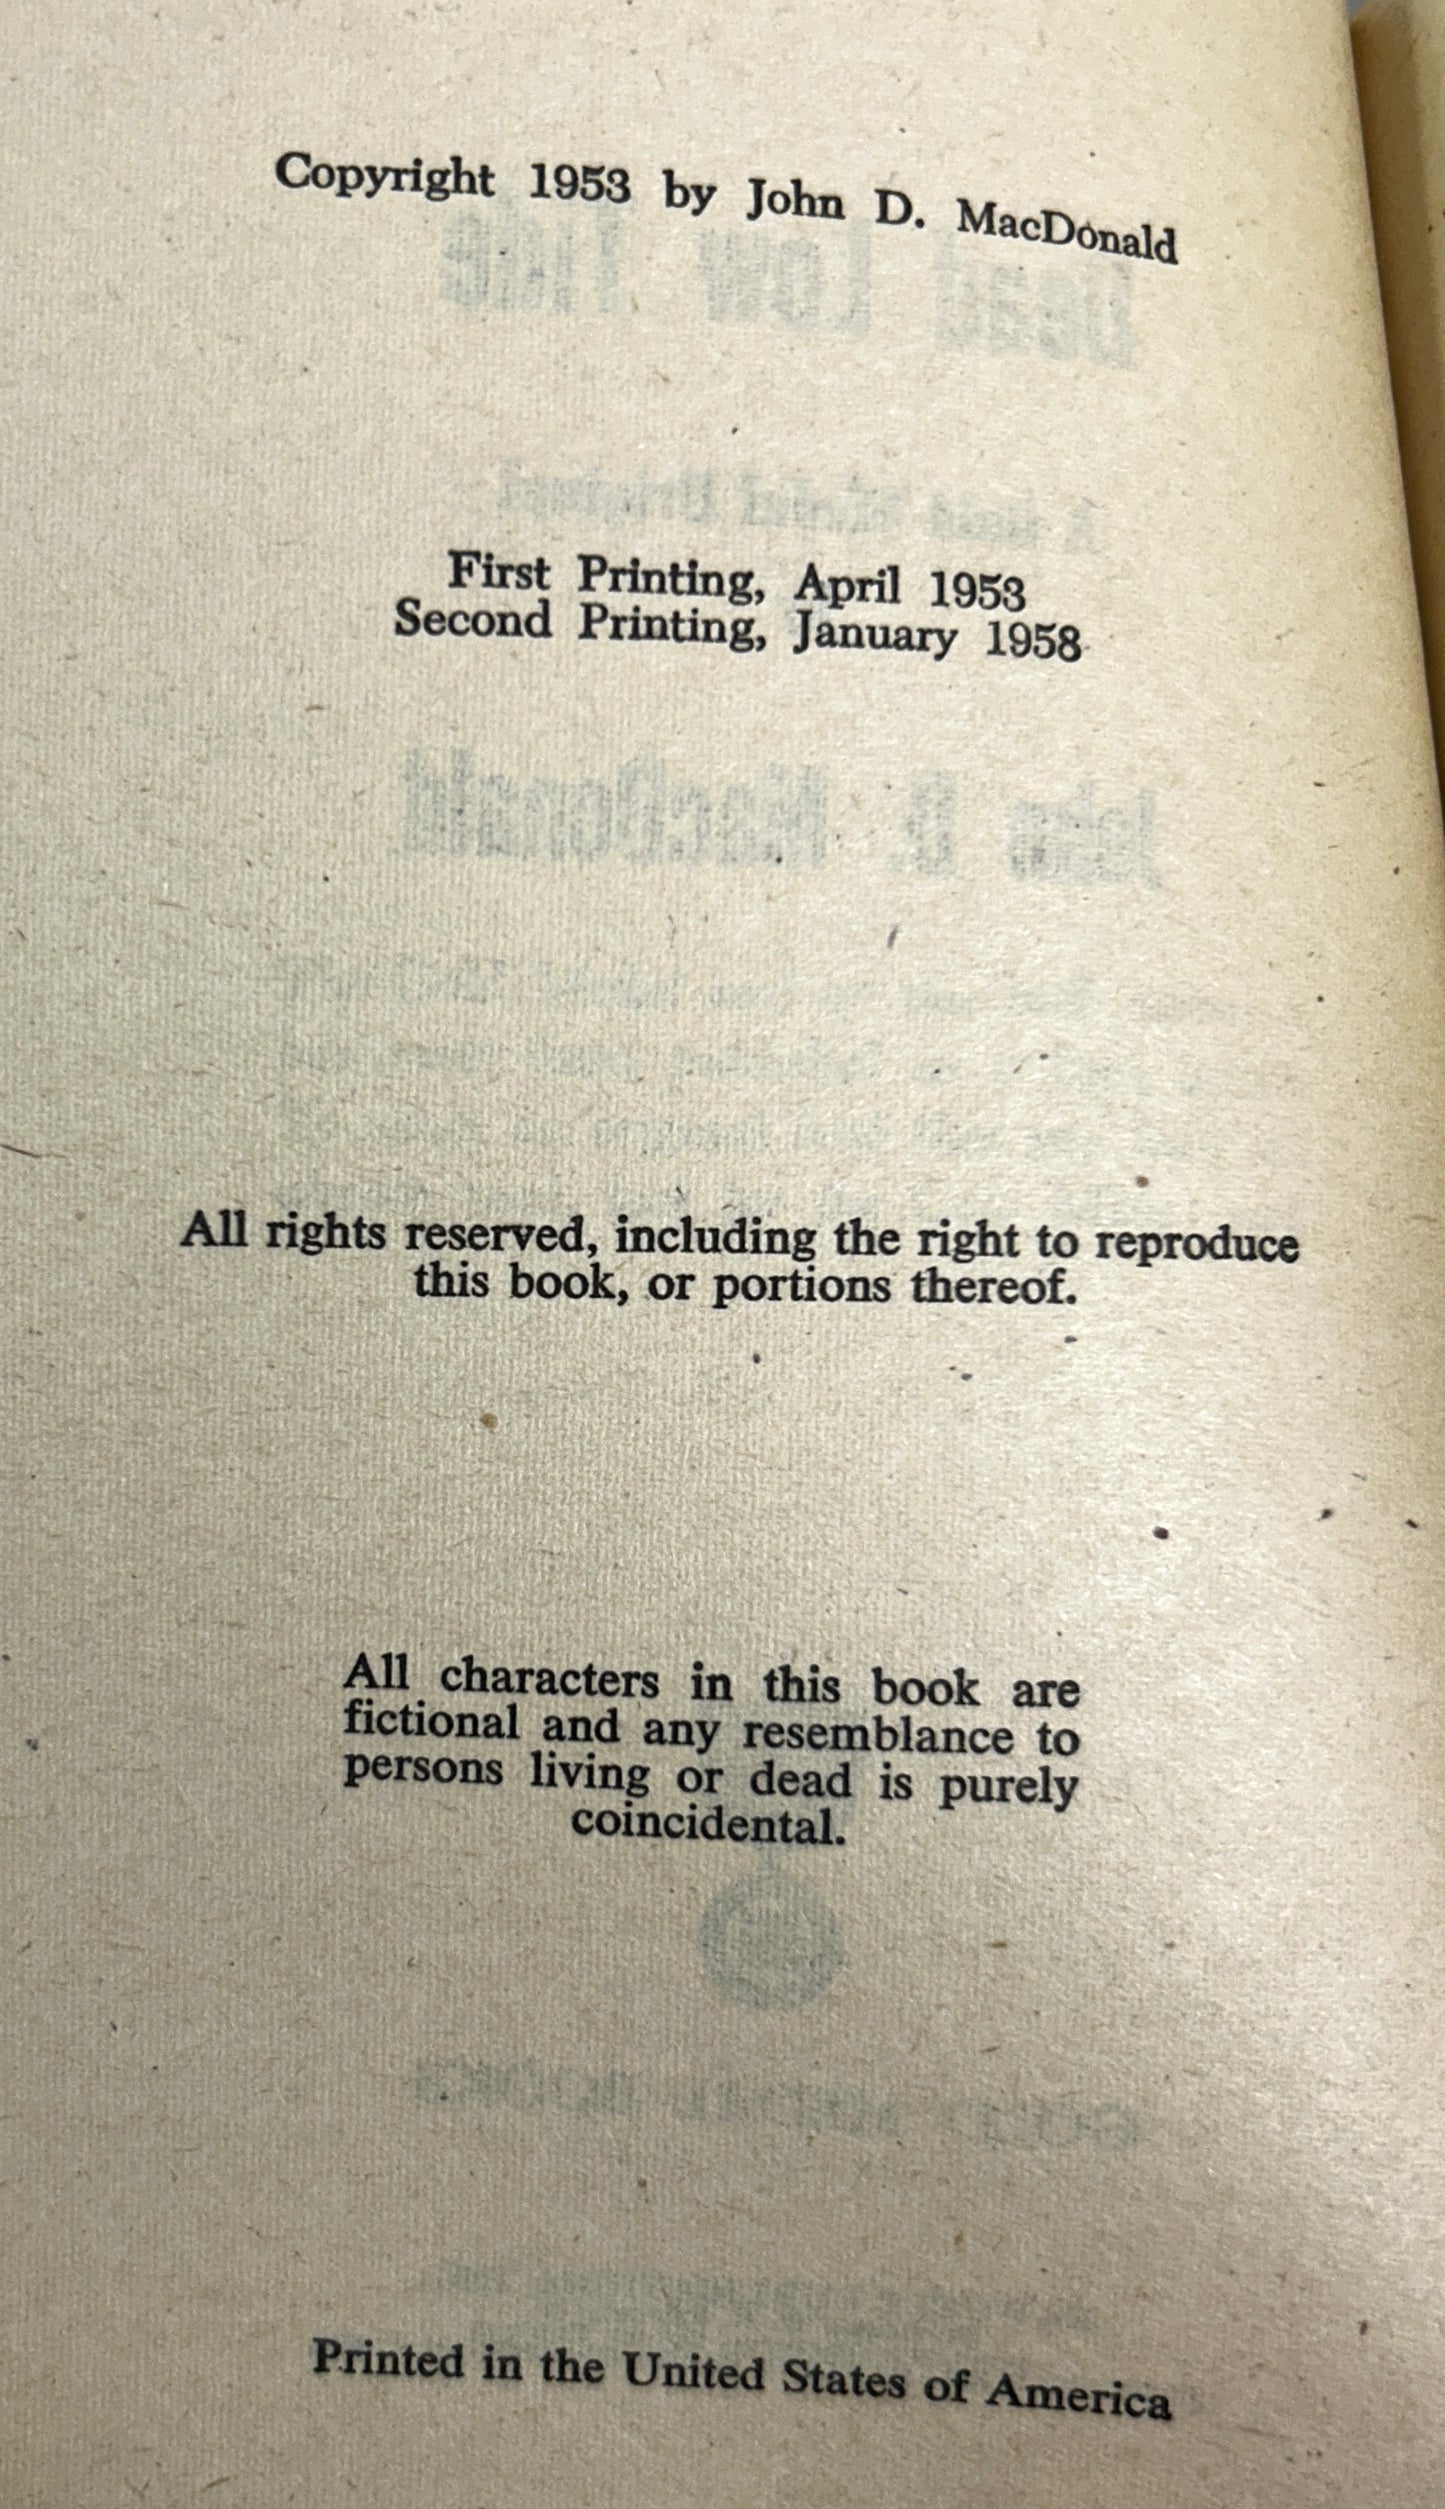 Copyright 1953 by John D. MacDonald
First Printing, April 1953
Second Printing, January 1958
All rights reserved, including the right to reproduce
this book, or portions thereof.
All characters in this book are
fictional and any resemblance to
persons living or dead is purely
coincidental.
Printed in the United States of America